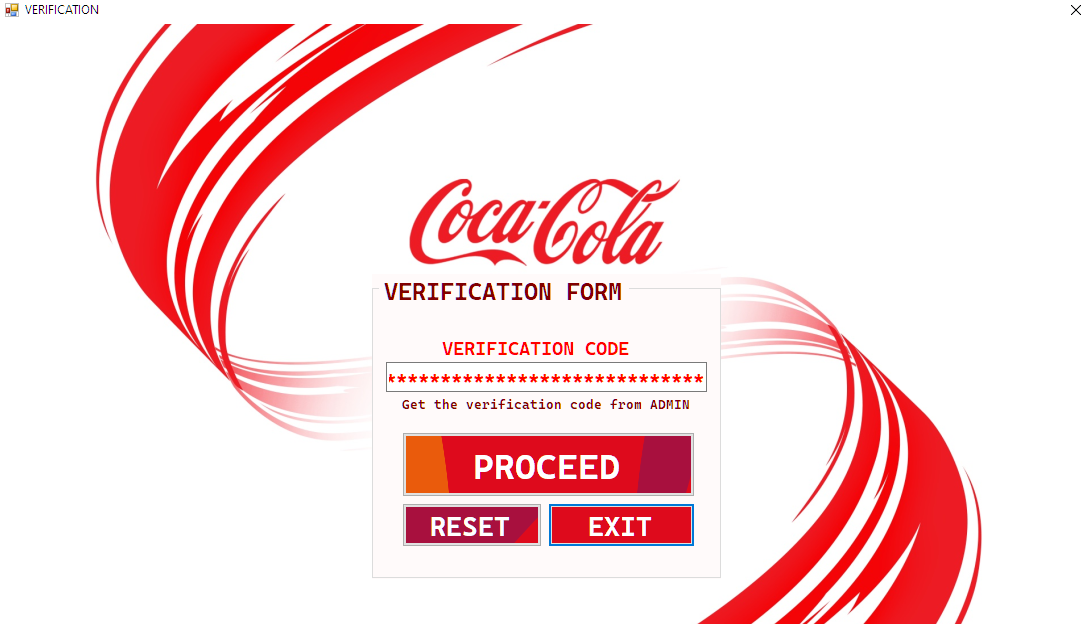 VERIFICATION
Coca-Cola
VERIFICATION FORM
VERIFICATION CODE
*****************************
Get the verification code from ADMIN
PROCEED
RESET EXIT